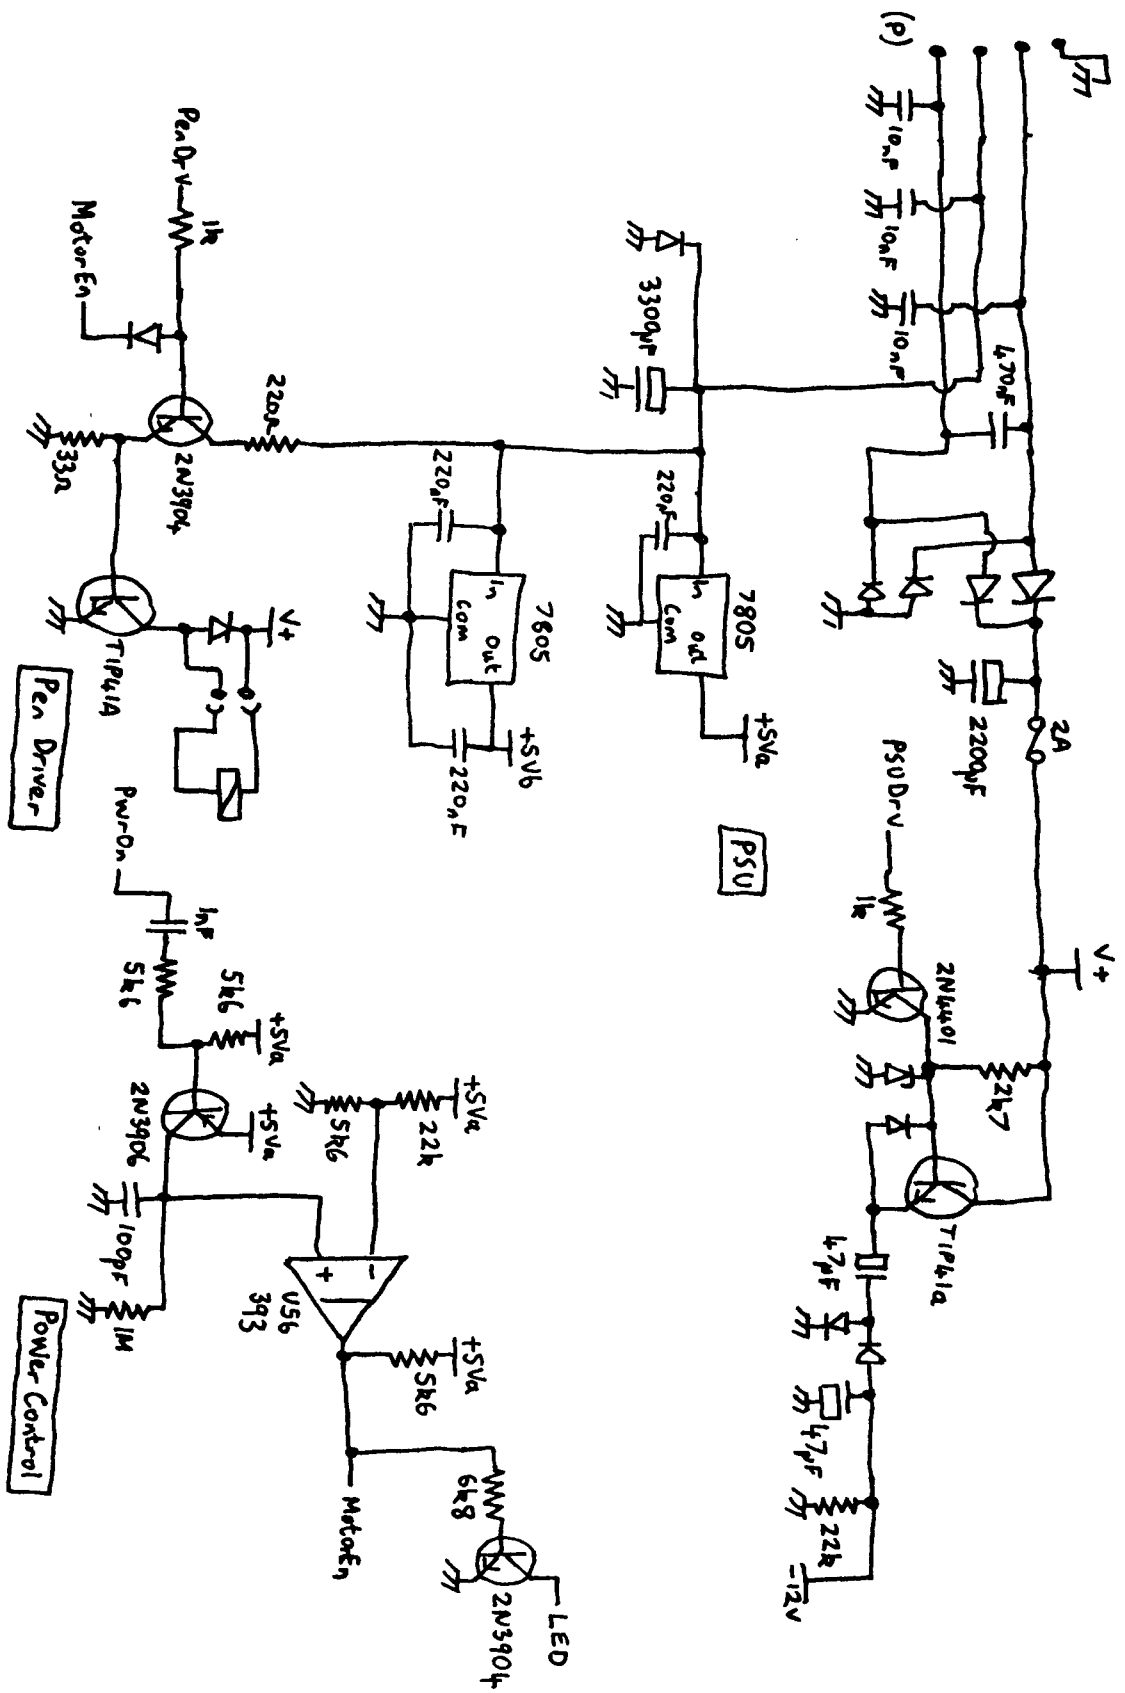 (P)
10nF
10nF
10nF
470nF
2A
2200µF
V+
PSUDrv
1k
2N4401
2k7
TIP41a
47µF
47µF
22k
-12v
3300µF
220nF
7805
In
Out
Com
+5Va
PSU
220nF
7805
In
Out
Com
+5Vb
220nF
PenDrv
1k
MotorEn
220Ω
2N3904
33Ω
TIP41A
V+
Pen Driver
PwrOn
1nF
5k6
5k6
+5Va
2N3906
+5Va
100pF
1M
+5Va
22k
5k6
-
+
U56
393
+5Va
5k6
MotorEn
6k8
2N3904
LED
Power Control